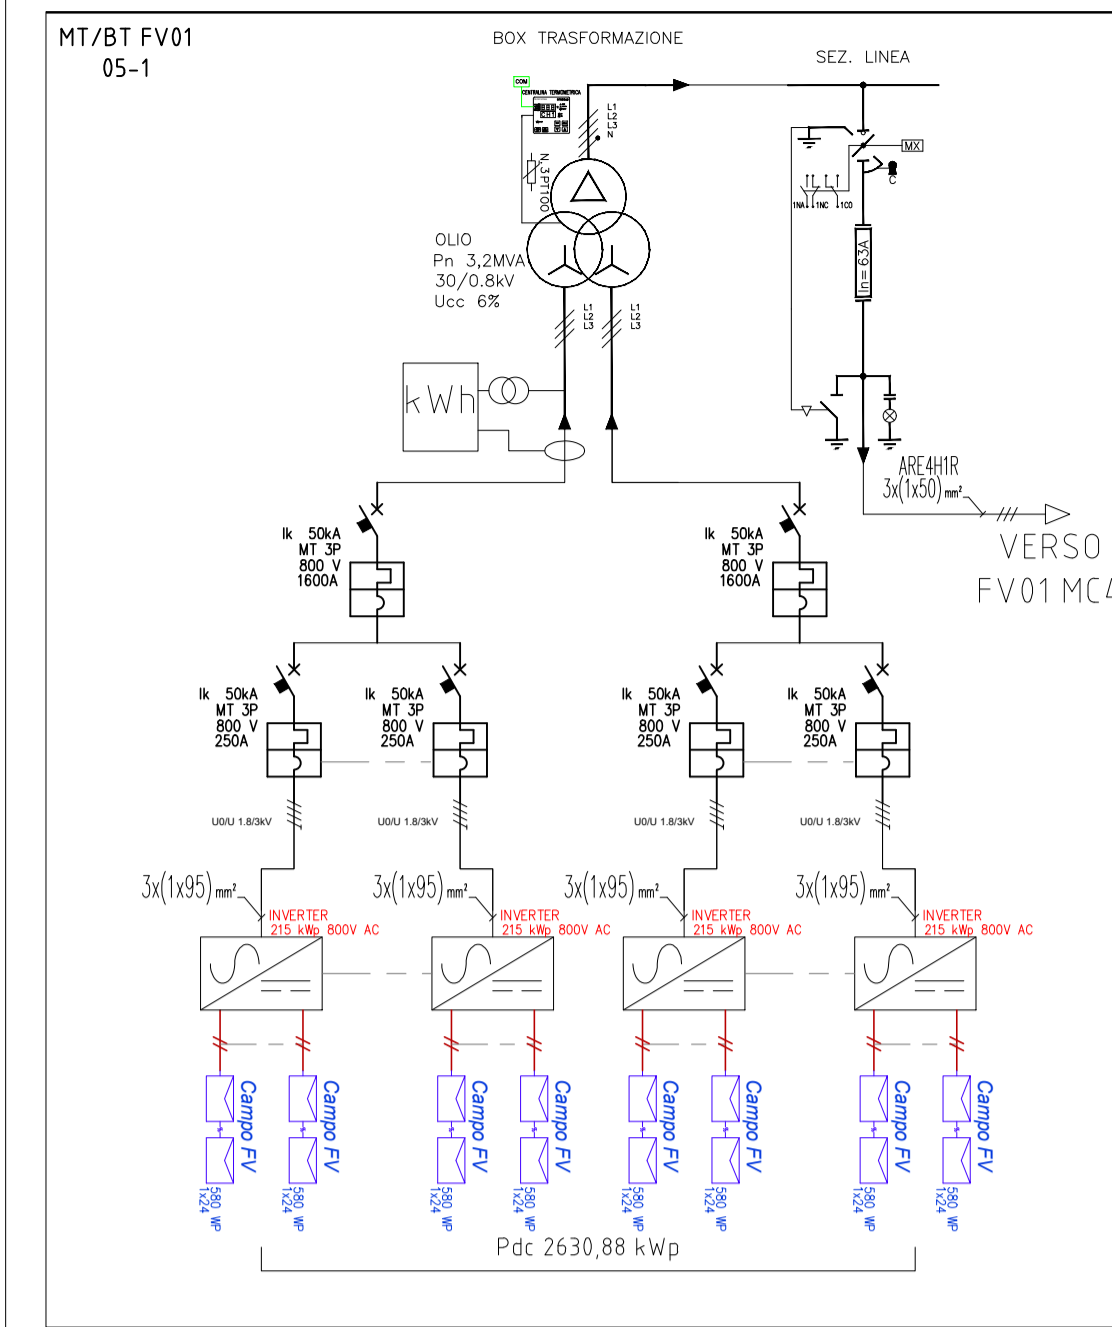 MT/BT FV01
05-1
BOX TRASFORMAZIONE
SEZ. LINEA
COM
CENTRALINA TERMOMETRICA
CH1
N.3PT100
L1
L2
L3
N
MX
C
1NA
1NC
1CO
In= 63A
OLIO
Pn 3,2MVA
30/0.8kV
Ucc 6%
L1
L2
L3
L1
L2
L3
kWh
ARE4H1R
3x(1x50) mm²
VERSO
FV01 MC4
Ik 50kA
MT 3P
800 V
1600A
Ik 50kA
MT 3P
800 V
1600A
Ik 50kA
MT 3P
800 V
250A
Ik 50kA
MT 3P
800 V
250A
Ik 50kA
MT 3P
800 V
250A
Ik 50kA
MT 3P
800 V
250A
U0/U 1.8/3kV
U0/U 1.8/3kV
U0/U 1.8/3kV
U0/U 1.8/3kV
3x(1x95) mm²
3x(1x95) mm²
3x(1x95) mm²
3x(1x95) mm²
INVERTER
215 kWp 800V AC
INVERTER
215 kWp 800V AC
INVERTER
215 kWp 800V AC
INVERTER
215 kWp 800V AC
Campo FV
Campo FV
Campo FV
Campo FV
Campo FV
Campo FV
Campo FV
Campo FV
580 WP
1x24
580 WP
1x24
580 WP
1x24
580 WP
1x24
580 WP
1x24
580 WP
1x24
580 WP
1x24
580 WP
1x24
Pdc 2630,88 kWp